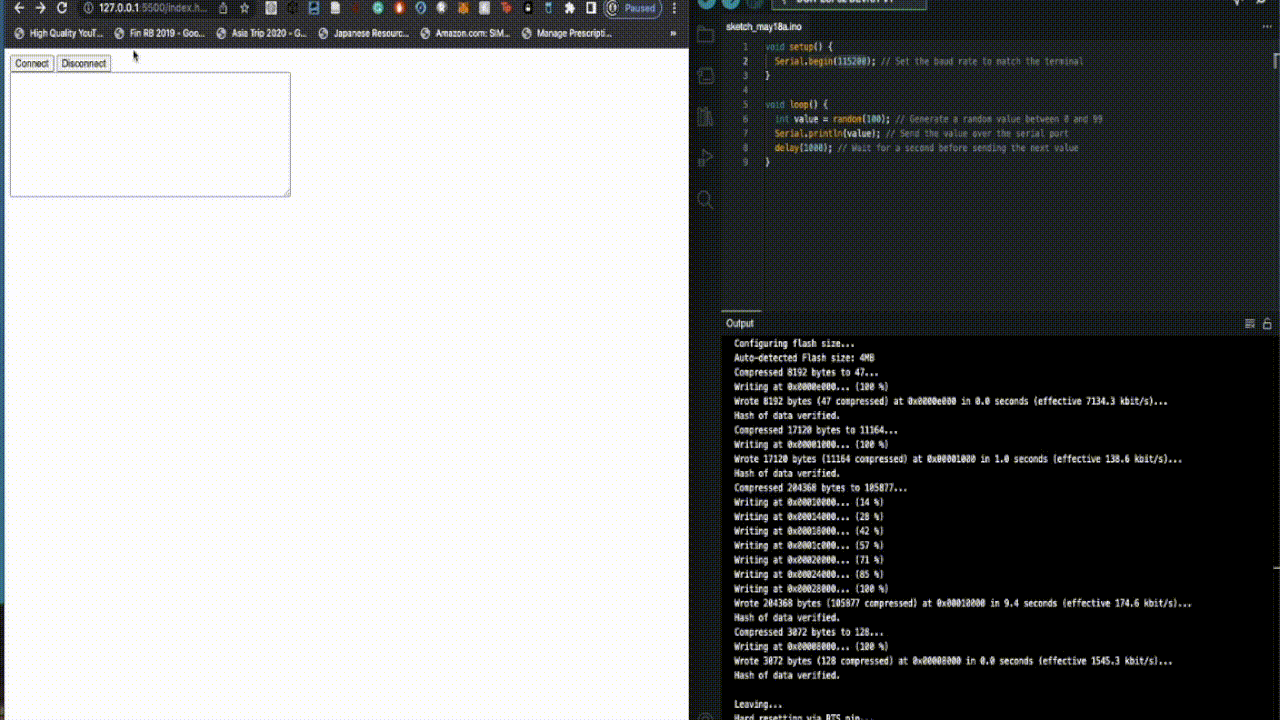 127.0.0.1:5500/index.h...
Paused
High Quality YouT...
Fin RB 2019 - Goo...
Asia Trip 2020 - G...
Japanese Resourc...
Amazon.com: SIM...
Manage Prescripti...
»
Connect
Disconnect
sketch_may18a.ino
1 void setup() {
2 Serial.begin(115200); // Set the baud rate to match the terminal
3 }
4
5 void loop() {
6 int value = random(100); // Generate a random value between 0 and 99
7 Serial.println(value); // Send the value over the serial port
8 delay(1000); // Wait for a second before sending the next value
9 }
Output
Configuring flash size...
Auto-detected Flash size: 4MB
Compressed 8192 bytes to 47...
Writing at 0x0000e000... (100 %)
Wrote 8192 bytes (47 compressed) at 0x0000e000 in 0.0 seconds (effective 7134.3 kbit/s)...
Hash of data verified.
Compressed 17120 bytes to 11164...
Writing at 0x00001000... (100 %)
Wrote 17120 bytes (11164 compressed) at 0x00001000 in 1.0 seconds (effective 138.6 kbit/s)...
Hash of data verified.
Compressed 204368 bytes to 105877...
Writing at 0x00010000... (14 %)
Writing at 0x00014000... (28 %)
Writing at 0x00018000... (42 %)
Writing at 0x0001c000... (57 %)
Writing at 0x00020000... (71 %)
Writing at 0x00024000... (85 %)
Writing at 0x00028000... (100 %)
Wrote 204368 bytes (105877 compressed) at 0x00010000 in 9.4 seconds (effective 174.6 kbit/s)...
Hash of data verified.
Compressed 3072 bytes to 128...
Writing at 0x00008000... (100 %)
Wrote 3072 bytes (128 compressed) at 0x00008000 in 0.0 seconds (effective 1545.3 kbit/s)...
Hash of data verified.
Leaving...
Hard resetting via RTS pin...